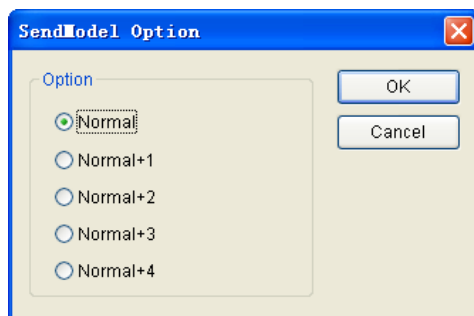 SendModel Option
Option
OK
Normal
Cancel
Normal+1
Normal+2
Normal+3
Normal+4